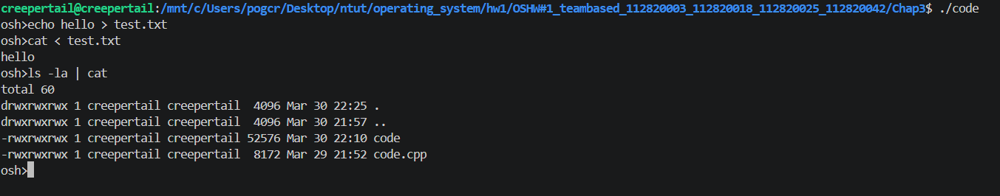 creepertail@creepertail:/mnt/c/Users/pogcr/Desktop/ntut/operating_system/hw1/OSHW#1_teambased_112820003_112820018_112820025_112820042/Chap3$ ./code
osh>echo hello > test.txt
osh>cat < test.txt
hello
osh>ls -la | cat
total 60
drwxrwxrwx 1 creepertail creepertail  4096 Mar 30 22:25 .
drwxrwxrwx 1 creepertail creepertail  4096 Mar 30 21:57 ..
-rwxrwxrwx 1 creepertail creepertail 52576 Mar 30 22:10 code
-rwxrwxrwx 1 creepertail creepertail  8172 Mar 29 21:52 code.cpp
osh>